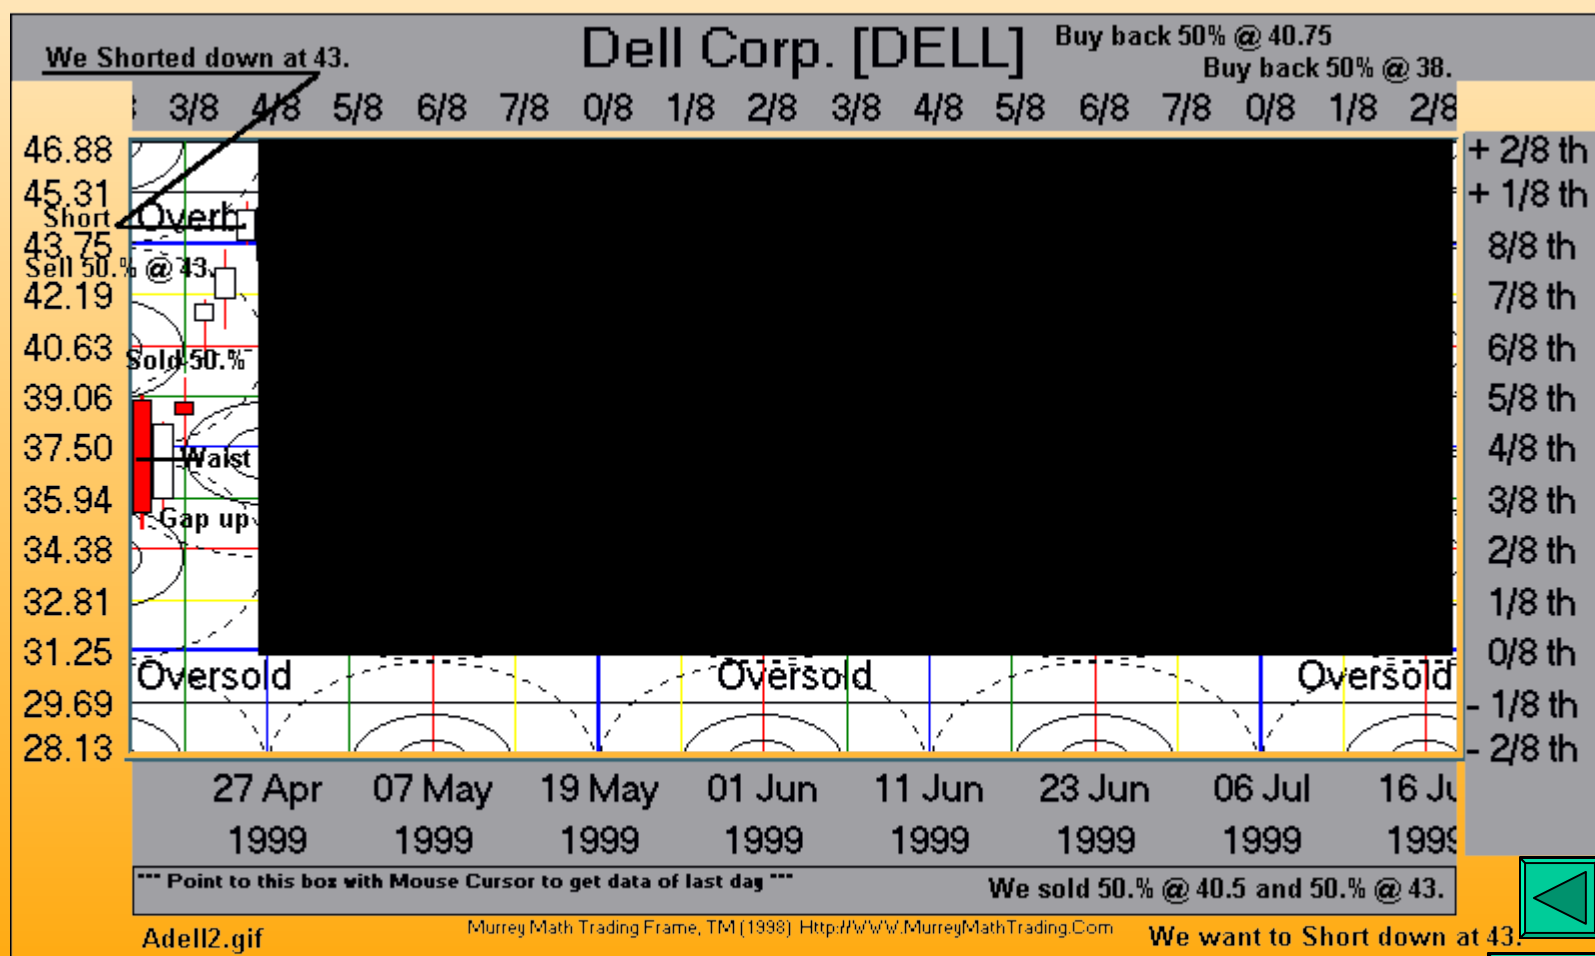 We Shorted down at 43.
Dell Corp. [DELL]
Buy back 50% @ 40.75
Buy back 50% @ 38.
3/8 4/8 5/8 6/8 7/8 0/8 1/8 2/8 3/8 4/8 5/8 6/8 7/8 0/8 1/8 2/8
46.88 + 2/8 th
45.31 + 1/8 th
Short
43.75 8/8 th
Sell 50.% @ 43.
42.19 7/8 th
40.63 6/8 th
Sold 50.%
39.06 5/8 th
37.50 Waist 4/8 th
35.94 3/8 th
Gap up
34.38 2/8 th
32.81 1/8 th
31.25 0/8 th
Oversold Oversold Oversold
29.69 - 1/8 th
28.13 - 2/8 th
27 Apr 07 May 19 May 01 Jun 11 Jun 23 Jun 06 Jul 16
1999 1999 1999 1999 1999 1999 1999
*** Point to this box with Mouse Cursor to get data of last day ***
We sold 50.% @ 40.5 and 50.% @ 43.
Adell2.gif
Murrey Math Trading Frame, TM (1998) Http://WWW.MurreyMathTrading.Com
We want to Short down at 43.